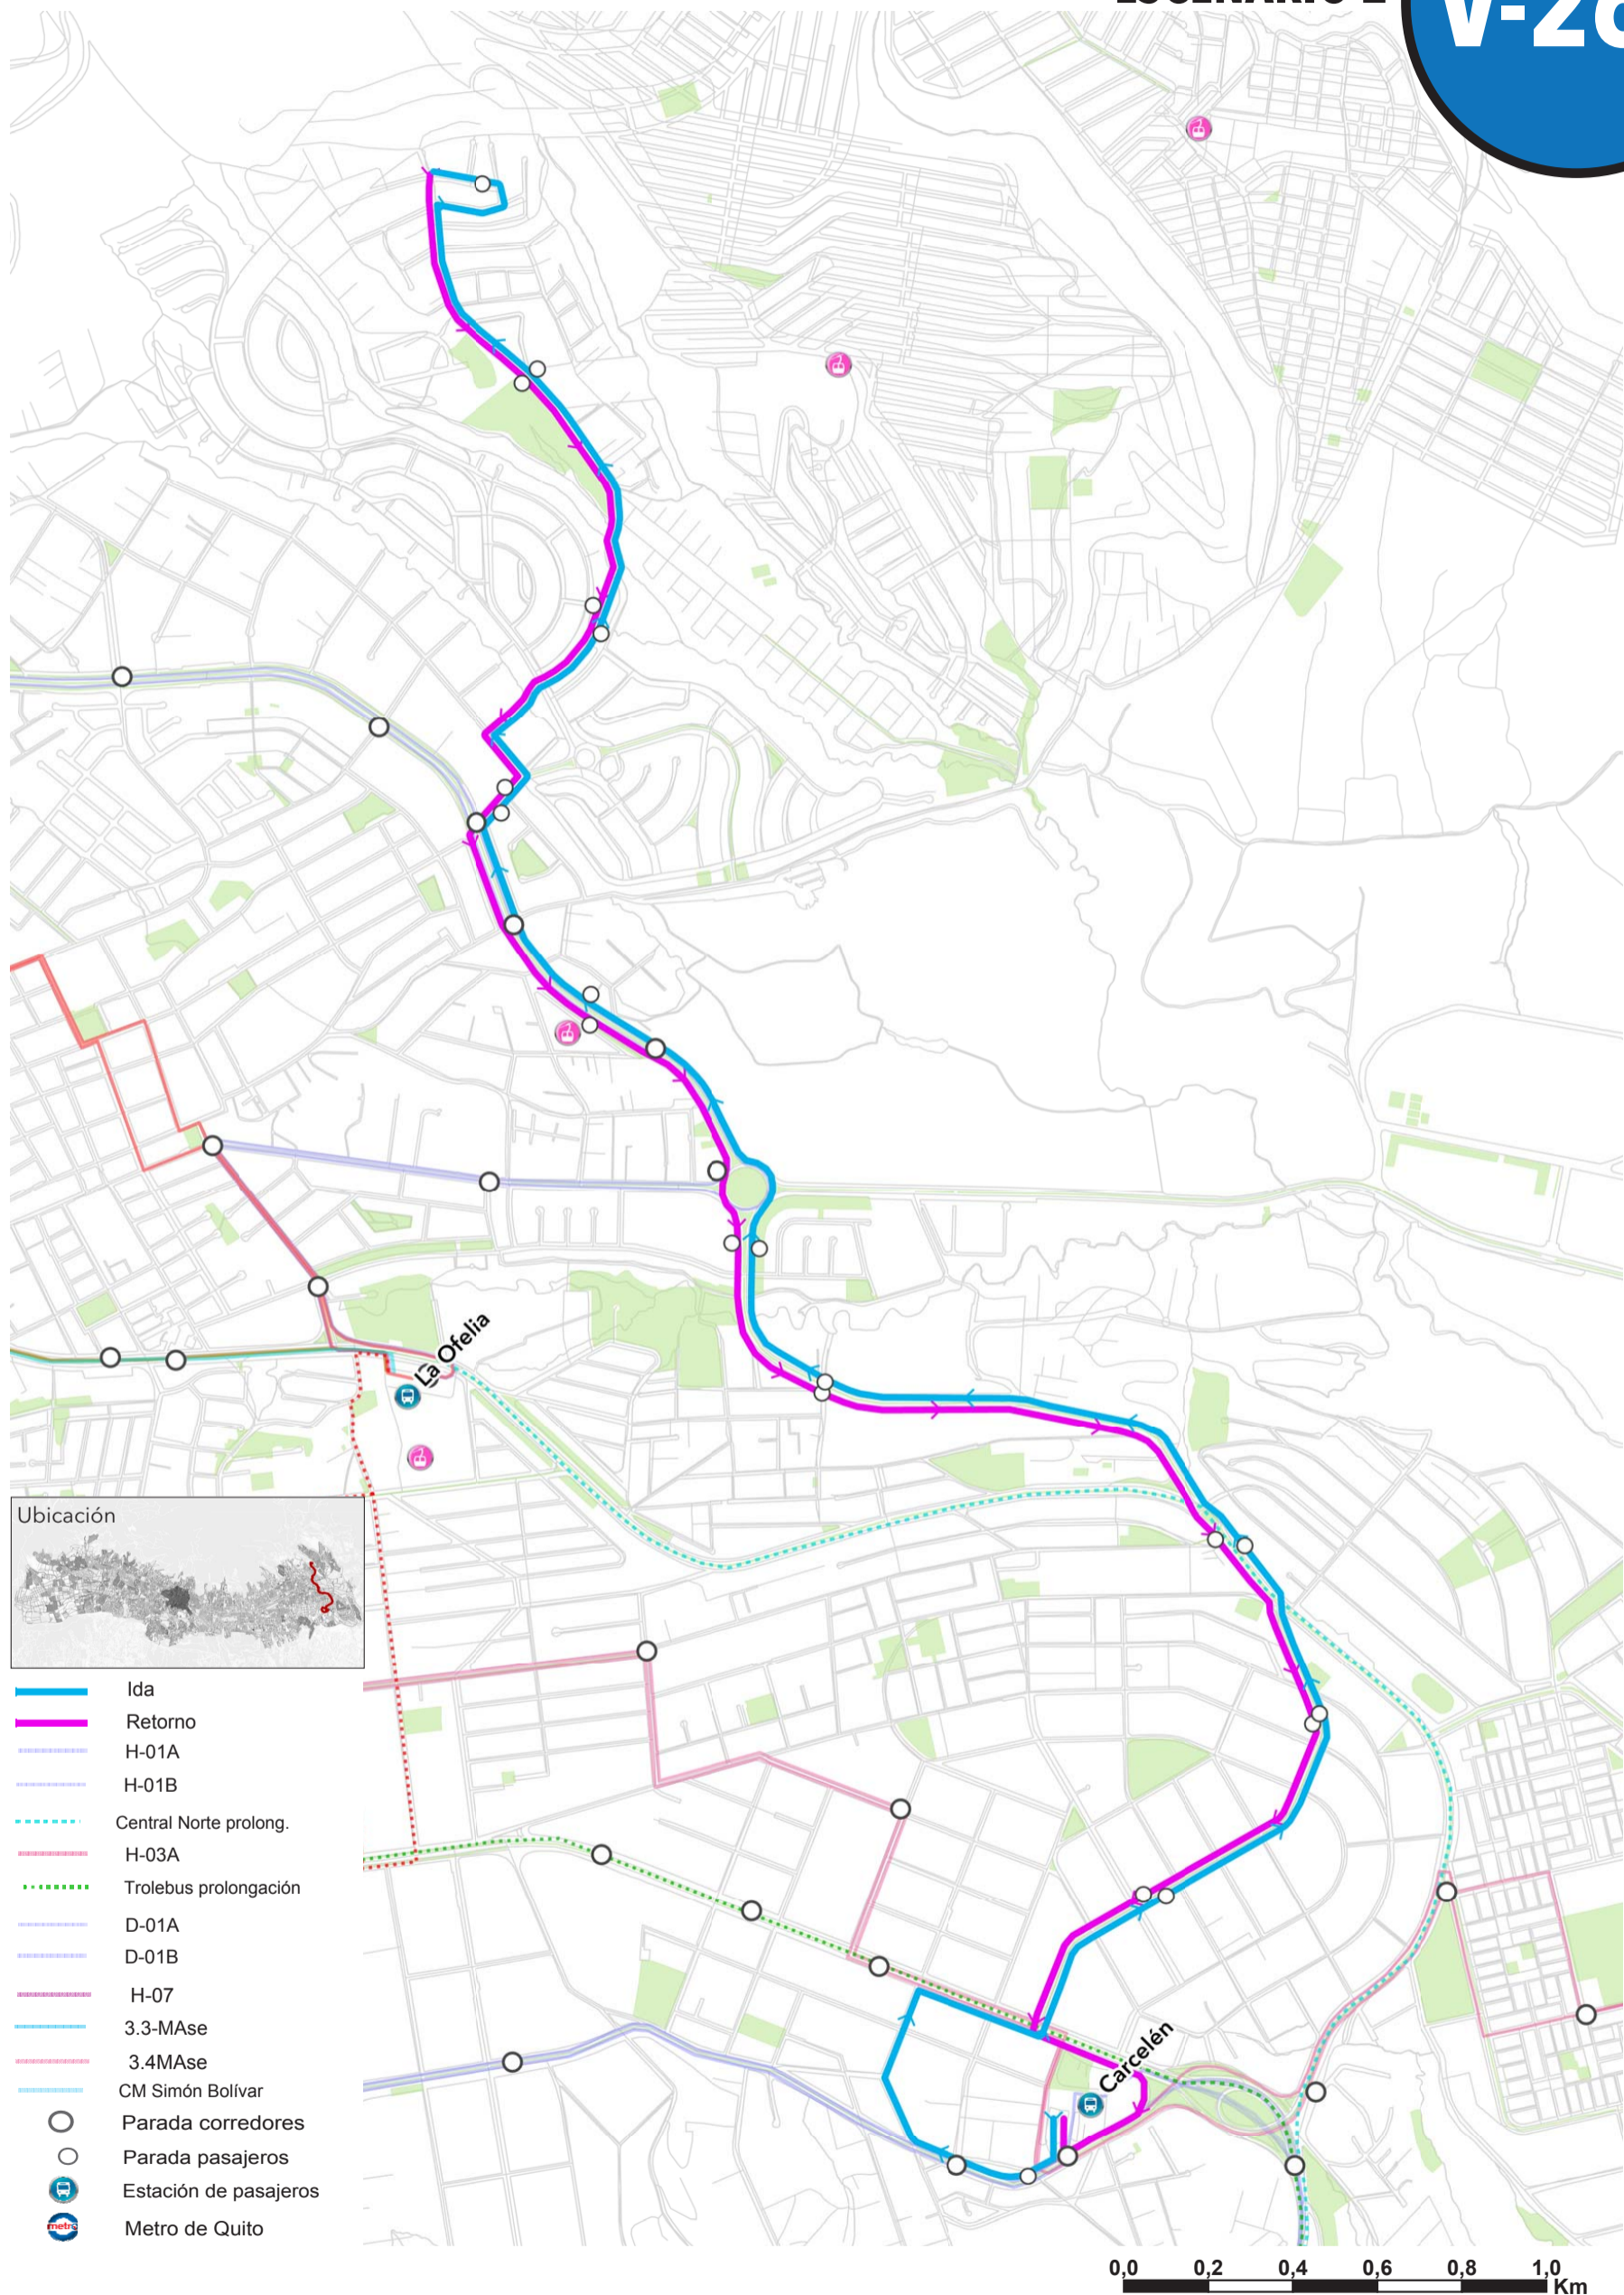 La Ofelia
Ubicación
Ida
Retorno
H-01A
H-01B
Central Norte prolong.
H-03A
Trolebus prolongación
D-01A
D-01B
H-07
3.3-MAse
3.4MAse
CM Simón Bolívar
Parada corredores
Parada pasajeros
Estación de pasajeros
metro
Metro de Quito
Carcelén
0,0 0,2 0,4 0,6 0,8 1,0
Km